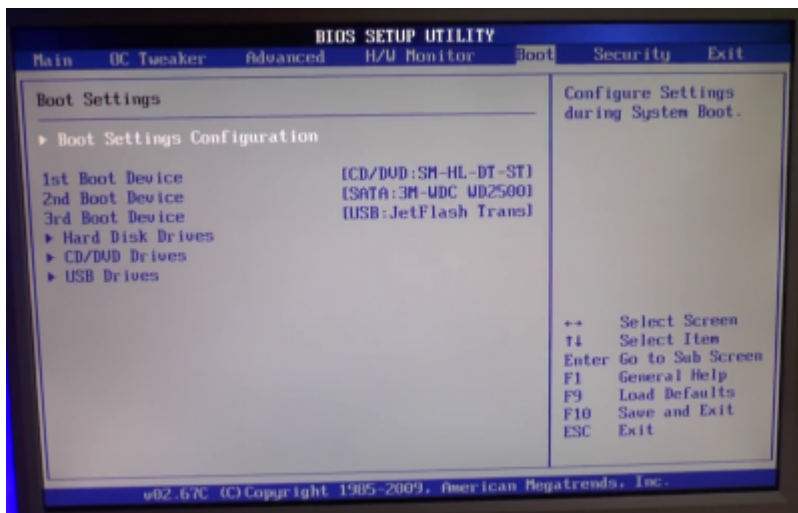 BIOS SETUP UTILITY
Main OC Tweaker Advanced H/W Monitor Boot Security Exit
Boot Settings
▶ Boot Settings Configuration
1st Boot Device [CD/DVD:SM-HL-DT-ST]
2nd Boot Device [SATA:3M-WDC WD2500]
3rd Boot Device [USB:JetFlash Trans]
▶ Hard Disk Drives
▶ CD/DVD Drives
▶ USB Drives
Configure Settings
during System Boot.
↔ Select Screen
↑↓ Select Item
Enter Go to Sub Screen
F1 General Help
F9 Load Defaults
F10 Save and Exit
ESC Exit
v02.67C (C)Copyright 1985-2009, American Megatrends, Inc.